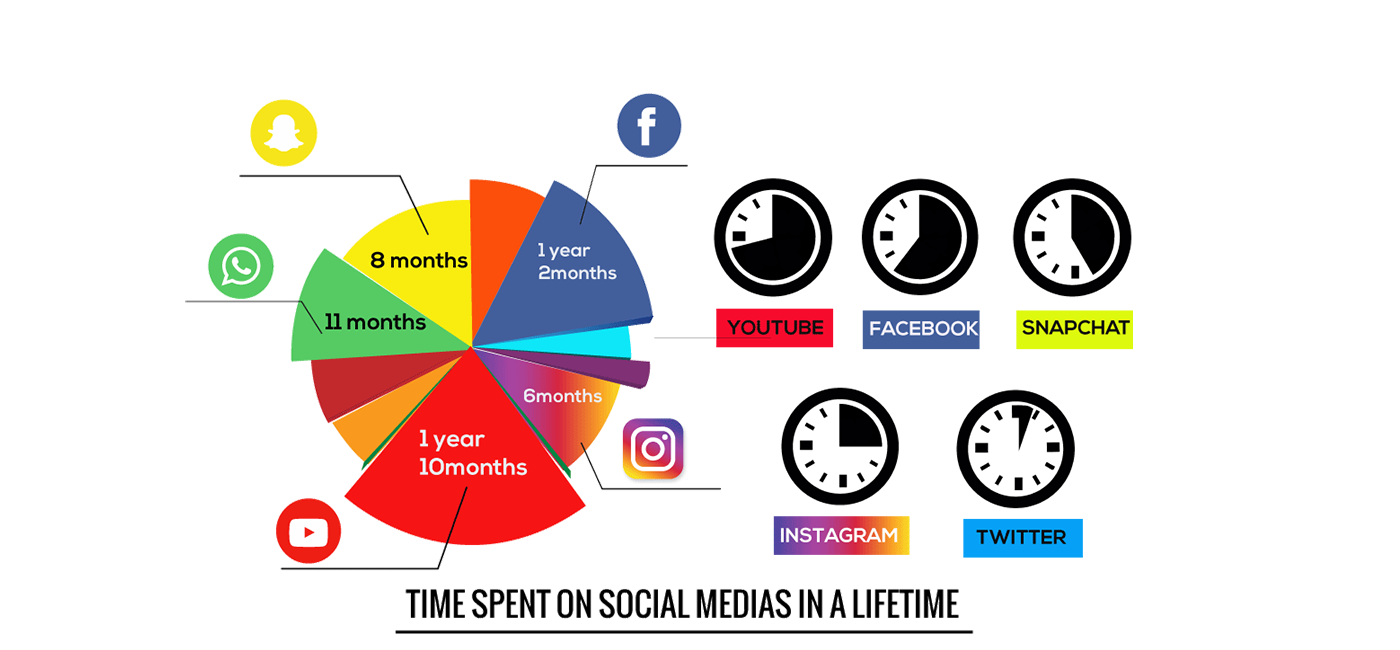 8 months
1 year
2months
11 months
6months
1 year
10months
YOUTUBE
FACEBOOK
SNAPCHAT
INSTAGRAM
TWITTER
TIME SPENT ON SOCIAL MEDIAS IN A LIFETIME